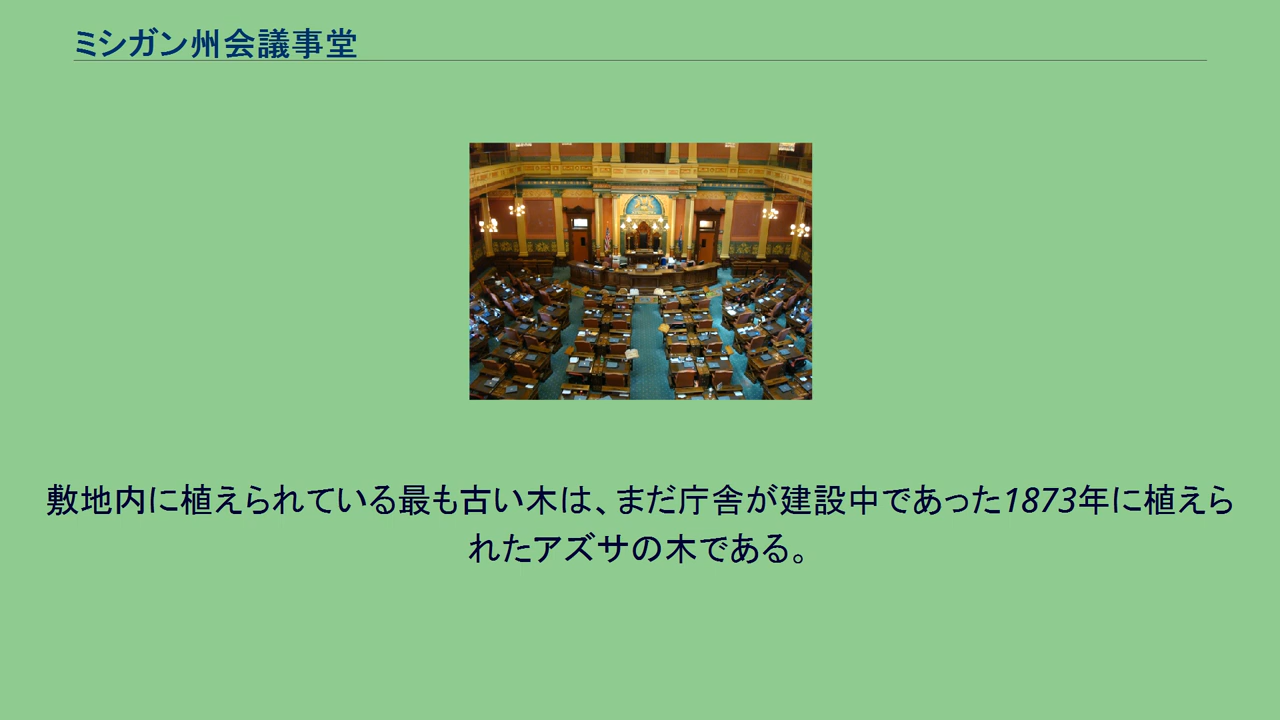 ミシガン州会議事堂
敷地内に植えられている最も古い木は、まだ庁舎が建設中であった1873年に植えら
れたアズサの木である。